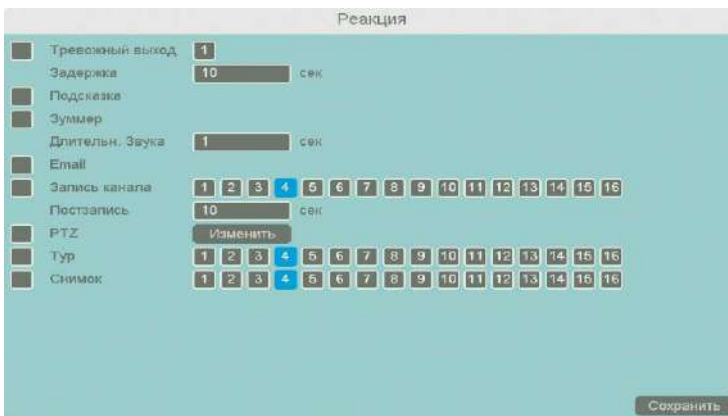 Реакция
Тревожный выход 1
Задержка 10 сек
Подсказка
Зуммер
Длительн. Звука 1 сек
Email
Запись канала 1 2 3 4 5 6 7 8 9 10 11 12 13 14 15 16
Постзапись 10 сек
PTZ Изменить
Тур 1 2 3 4 5 6 7 8 9 10 11 12 13 14 15 16
Снимок 1 2 3 4 5 6 7 8 9 10 11 12 13 14 15 16
Сохранить